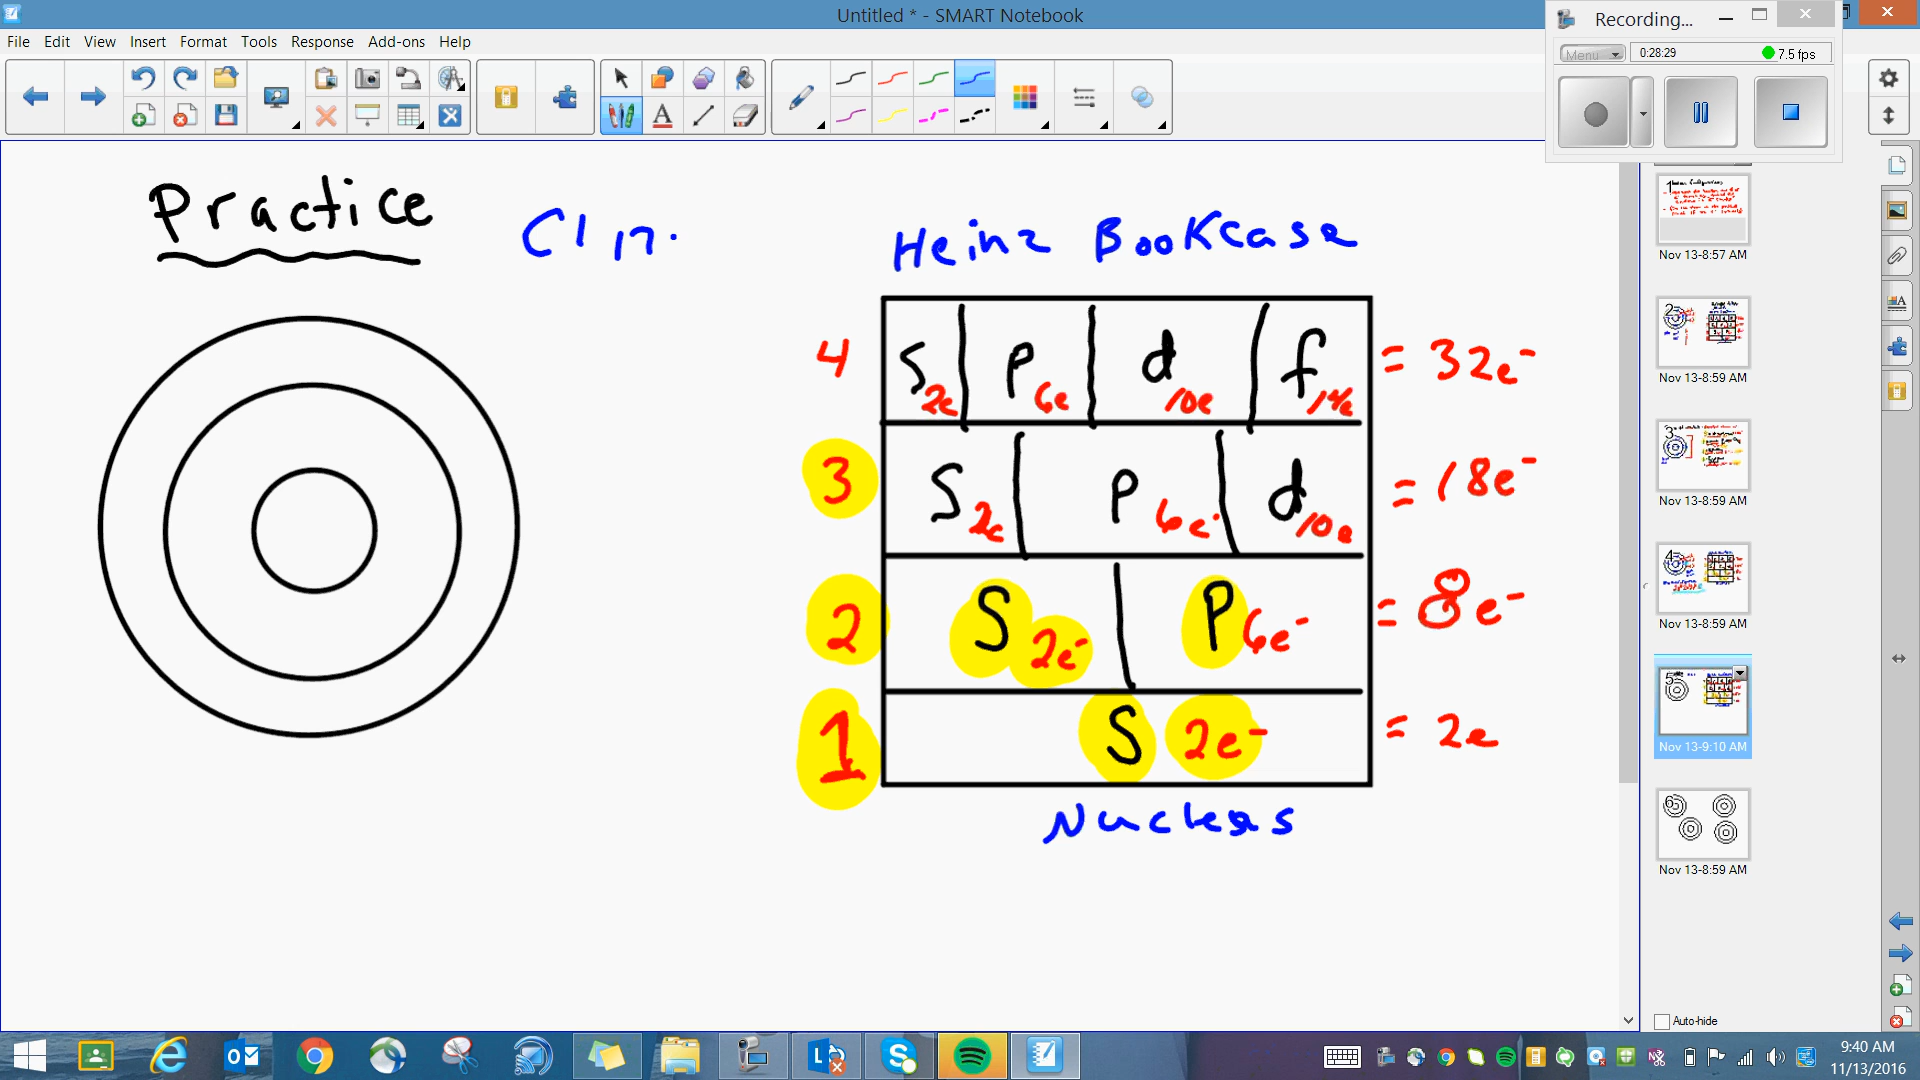 Untitled * - SMART Notebook
Recording...
File Edit View Insert Format Tools Response Add-ons Help
Menu 0:28:29 7.5 fps
Practice Cl 17.
Heinz Bookcase
4 S 2e P 6e d 10e f 14e = 32e-
3 S 2e P 6e- d 10e = 18e-
2 S 2e- P 6e- = 8e-
1 S 2e- = 2e
Nucleus
Nov 13-8:57 AM
Nov 13-8:59 AM
Nov 13-8:59 AM
Nov 13-8:59 AM
Nov 13-9:10 AM
Nov 13-8:59 AM
Auto-hide
9:40 AM
11/13/2016